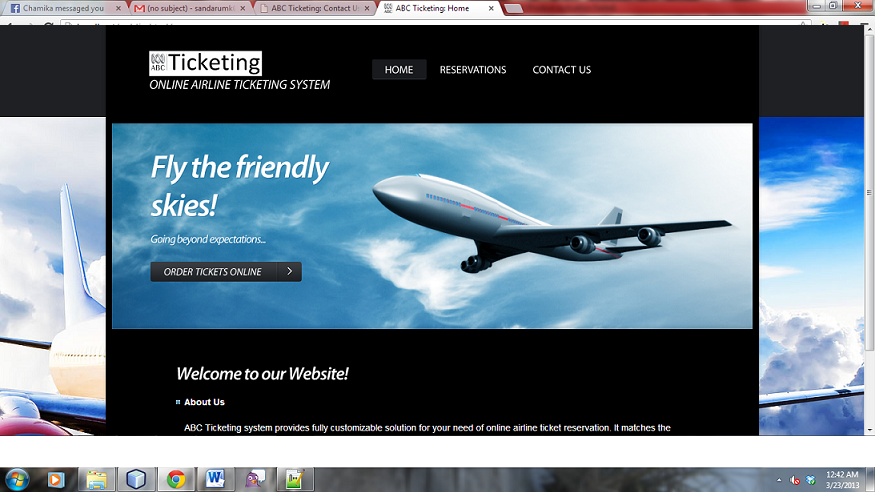 Chamika messaged you
(no subject) - sandarumk
ABC Ticketing: Contact U
ABC Ticketing: Home
ABC Ticketing
ONLINE AIRLINE TICKETING SYSTEM
HOME RESERVATIONS CONTACT US
Fly the friendly
skies!
Going beyond expectations...
ORDER TICKETS ONLINE
Welcome to our Website!
About Us
ABC Ticketing system provides fully customizable solution for your need of online airline ticket reservation. It matches the
12:42 AM
3/23/2013